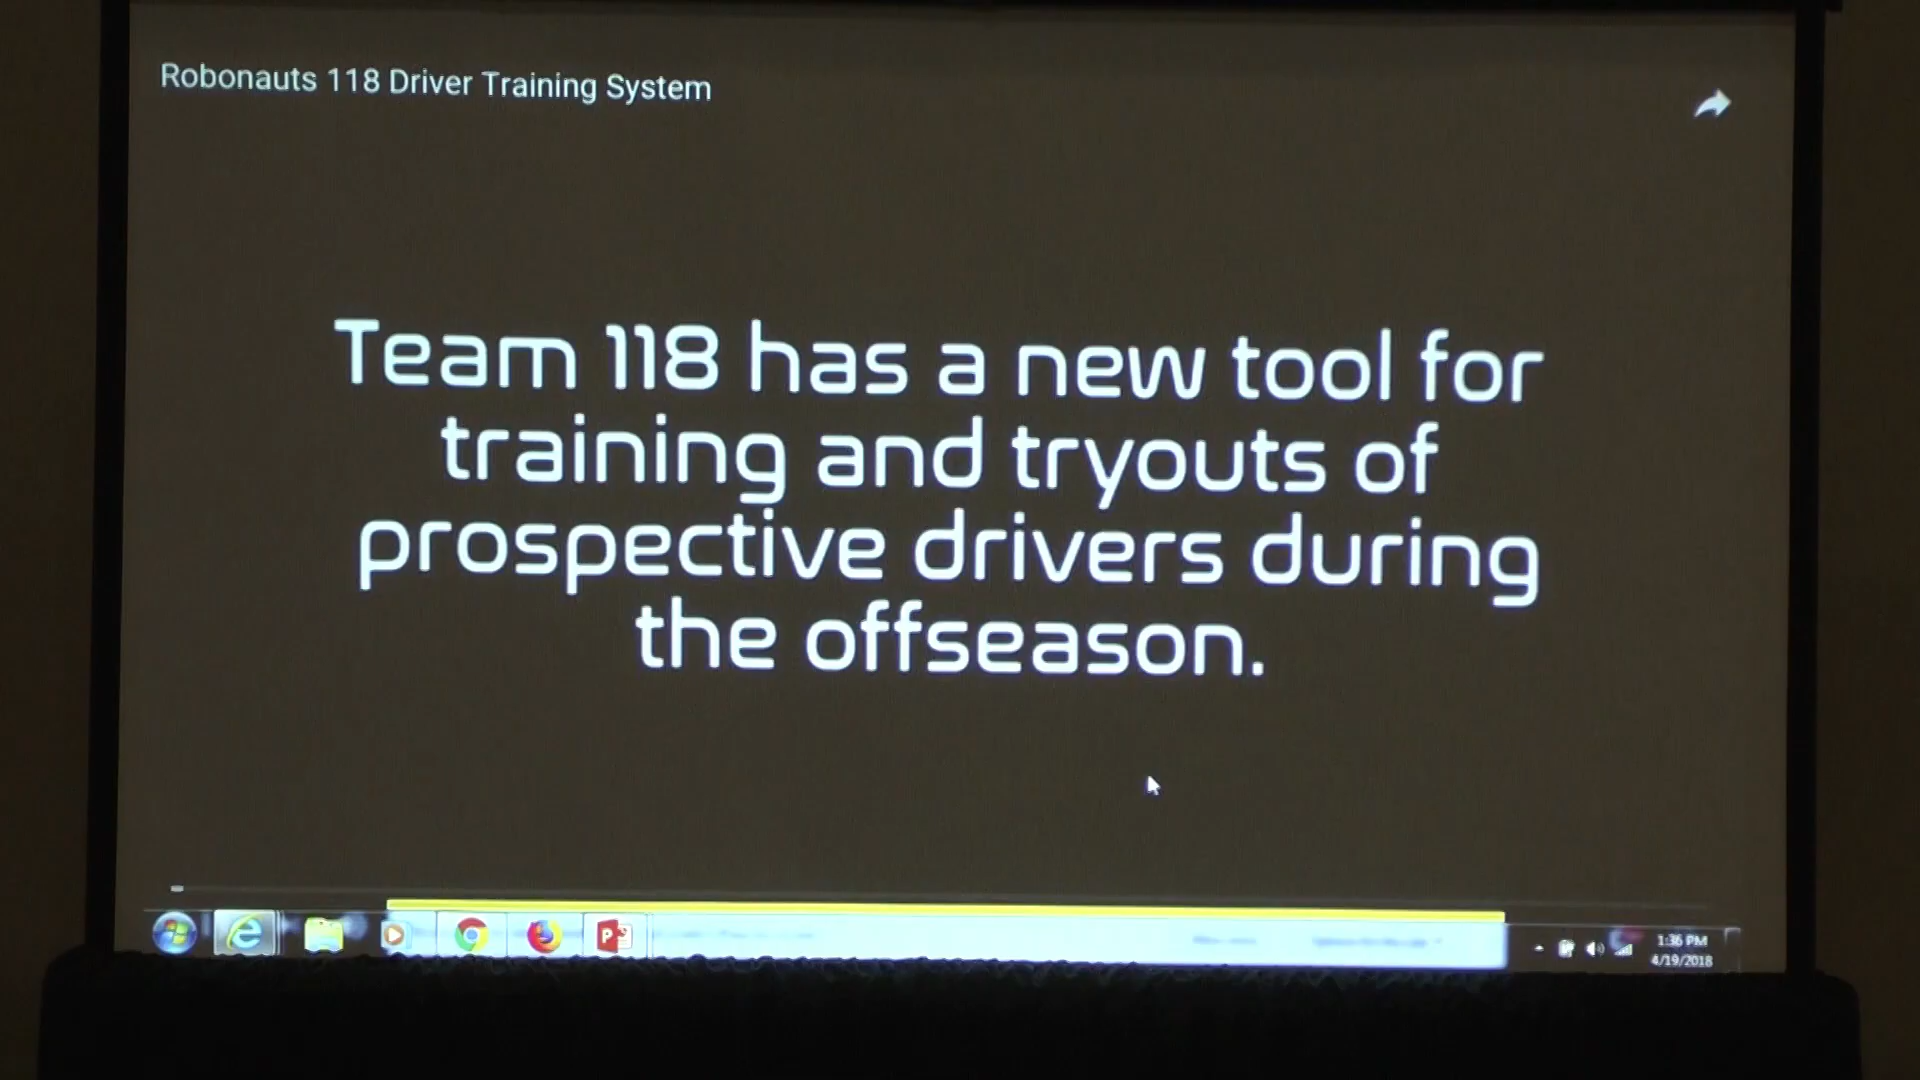 Robonauts 118 Driver Training System
Team 118 has a new tool for
training and tryouts of
prospective drivers during
the offseason.
1:36 PM
4/19/2018